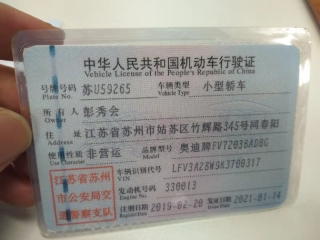 中华人民共和国机动车行驶证
Vehicle License of the People's Republic of China
号牌号码 苏U59265 车辆类型 小型轿车
Plate No. Vehicle Type
所有人 彭秀会
Owner
住址 江苏省苏州市姑苏区竹辉路345号同春阳
使用性质 非营运 品牌型号 奥迪牌FV7203BADBG
Use Character
江苏省苏州
市公安局交
通警察支队
车辆识别代号 LFV3A28W9K3700317
VIN
发动机号码 330013
Engine No.
注册日期 2019-02-20 发证日期 2021-01-14